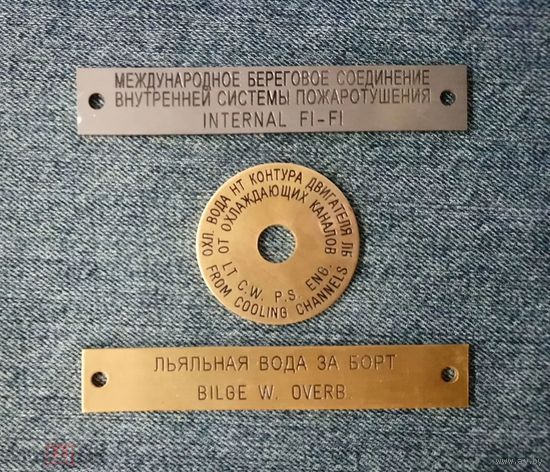 МЕЖДУНАРОДНОЕ БЕРЕГОВОЕ СОЕДИНЕНИЕ
ВНУТРЕННЕЙ СИСТЕМЫ ПОЖАРОТУШЕНИЯ
INTERNAL FI-FI
ОХЛ. ВОДА НТ КОНТУРА ДВИГАТЕЛЯ ЛБ
ОТ ОХЛАЖДАЮЩИХ КАНАЛОВ
LT C.W. P.S. ENG.
FROM COOLING CHANNELS
ЛЬЯЛЬНАЯ ВОДА ЗА БОРТ
BILGE W. OVERB.